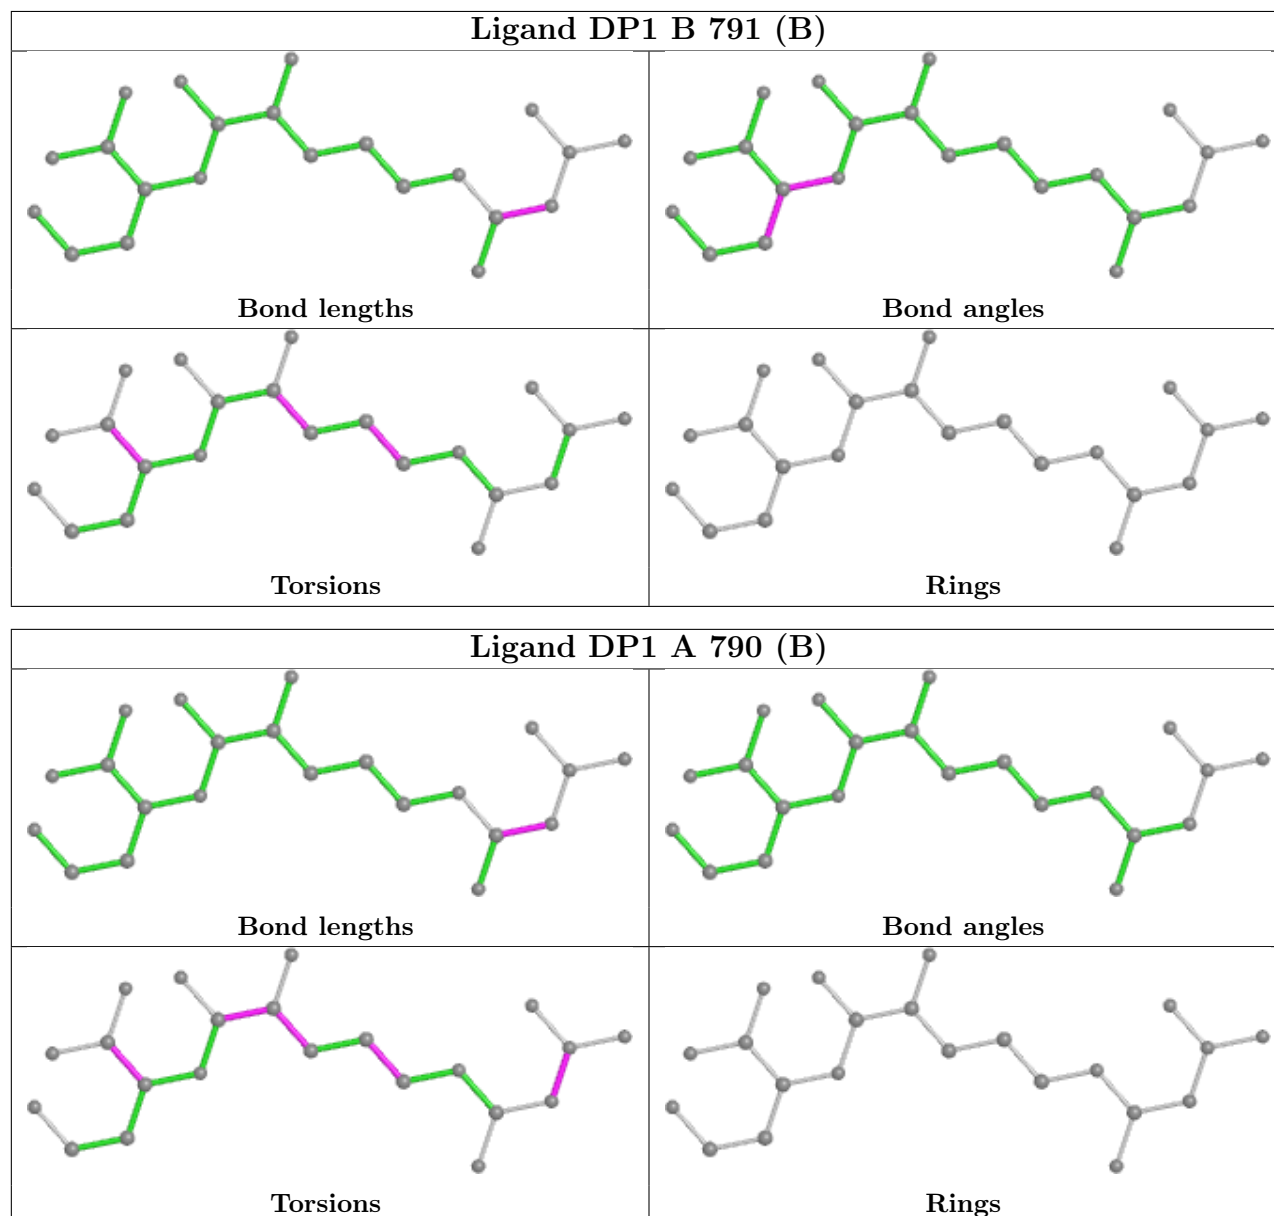 Ligand DP1 B 791 (B)
Bond lengths
Bond angles
Torsions
Rings
Ligand DP1 A 790 (B)
Bond lengths
Bond angles
Torsions
Rings